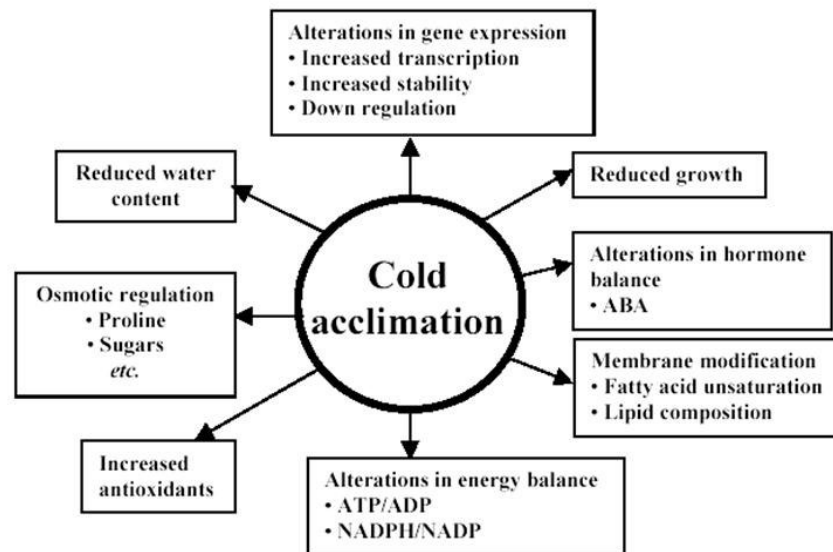 Alterations in gene expression
• Increased transcription
• Increased stability
• Down regulation
Reduced water
content
Reduced growth
Cold
acclimation
Alterations in hormone
balance
• ABA
Osmotic regulation
• Proline
• Sugars
etc.
Membrane modification
• Fatty acid unsaturation
• Lipid composition
Increased
antioxidants
Alterations in energy balance
• ATP/ADP
• NADPH/NADP